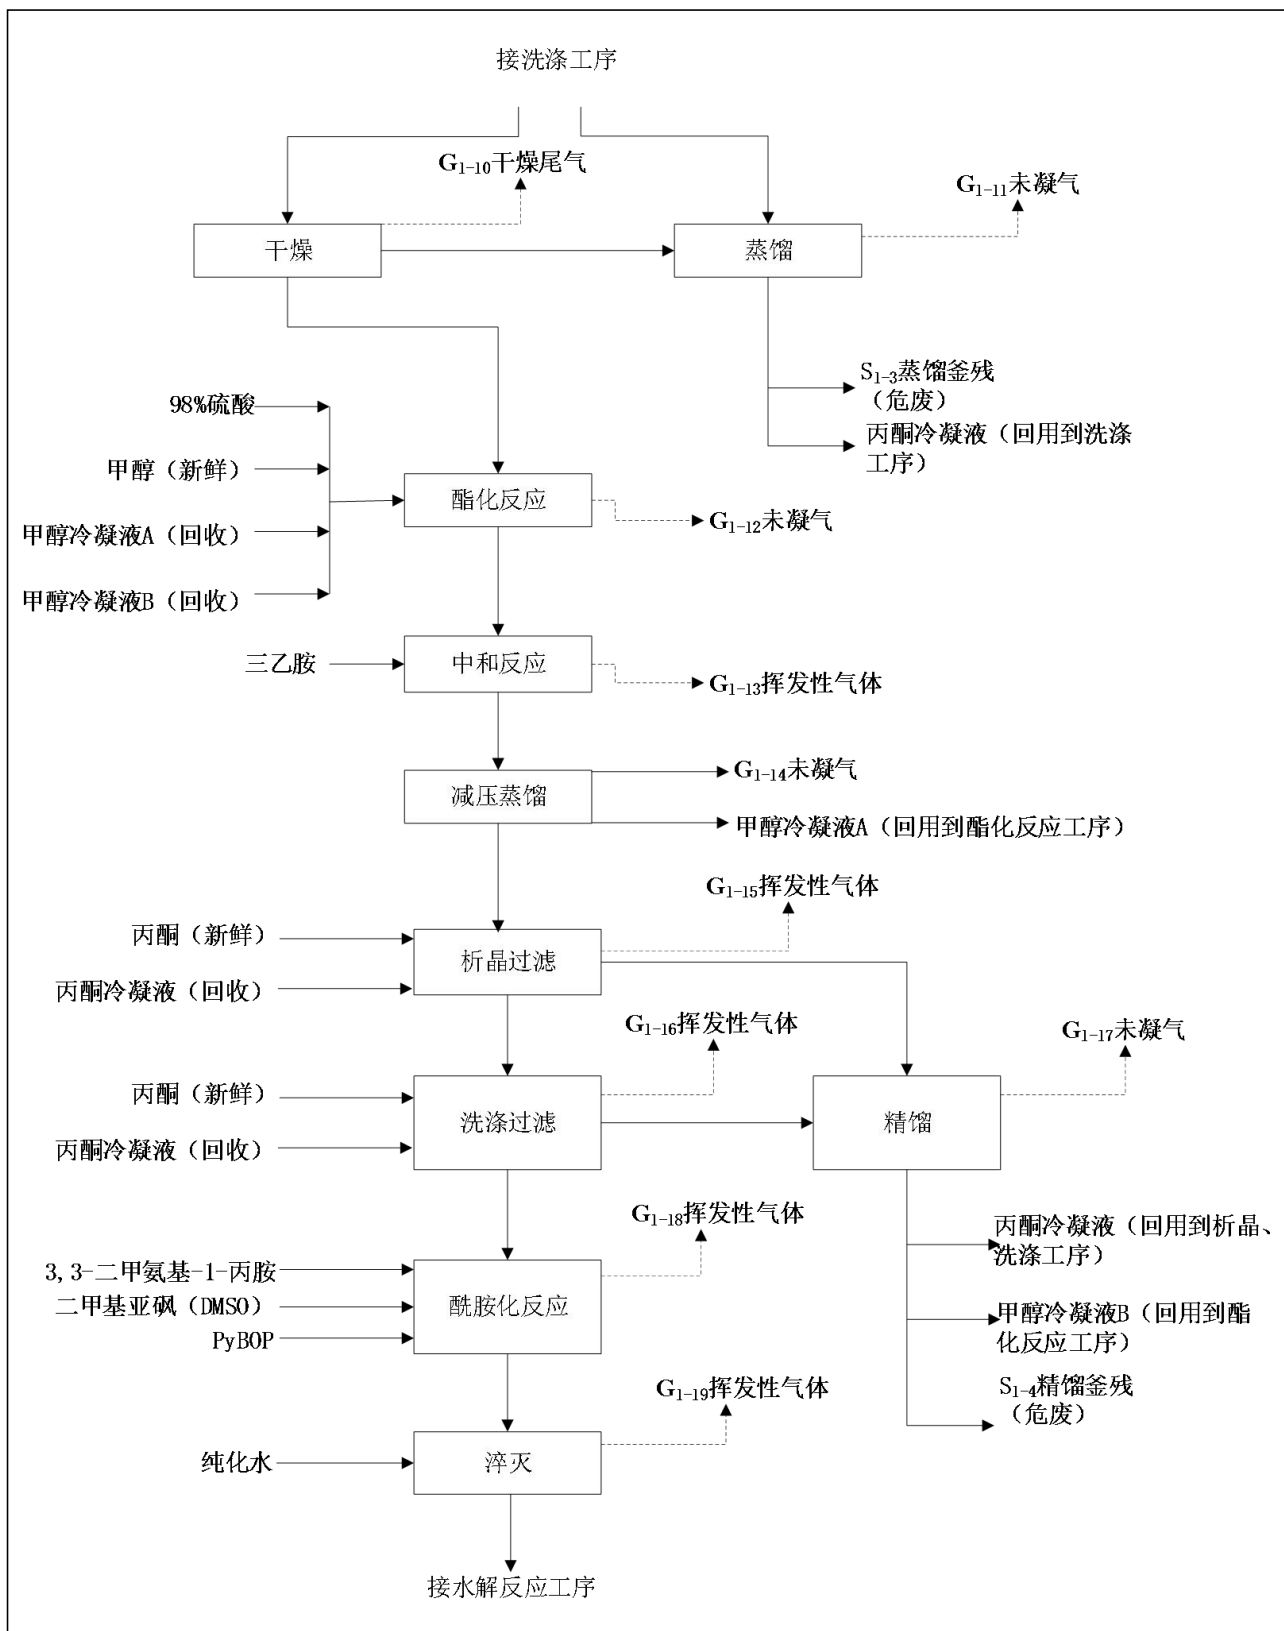 接洗涤工序
G1-10干燥尾气
G1-11未凝气
干燥
蒸馏
S1-3蒸馏釜残
（危废）
丙酮冷凝液（回用到洗涤
工序）
98%硫酸
甲醇（新鲜）
甲醇冷凝液A（回收）
甲醇冷凝液B（回收）
酯化反应
G1-12未凝气
三乙胺
中和反应
G1-13挥发性气体
减压蒸馏
G1-14未凝气
甲醇冷凝液A（回用到酯化反应工序）
G1-15挥发性气体
丙酮（新鲜）
丙酮冷凝液（回收）
析晶过滤
G1-16挥发性气体
G1-17未凝气
丙酮（新鲜）
丙酮冷凝液（回收）
洗涤过滤
精馏
G1-18挥发性气体
丙酮冷凝液（回用到析晶、
洗涤工序）
3,3-二甲氨基-1-丙胺
二甲基亚砜（DMSO）
PyBOP
酰胺化反应
甲醇冷凝液B（回用到酯
化反应工序）
G1-19挥发性气体
S1-4精馏釜残
（危废）
纯化水
淬灭
接水解反应工序